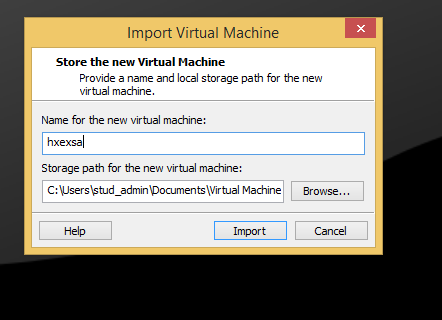 Import Virtual Machine
Store the new Virtual Machine
Provide a name and local storage path for the new
virtual machine.
Name for the new virtual machine:
hxexsa
Storage path for the new virtual machine:
C:\Users\stud_admin\Documents\Virtual Machine
Browse...
Help
Import
Cancel